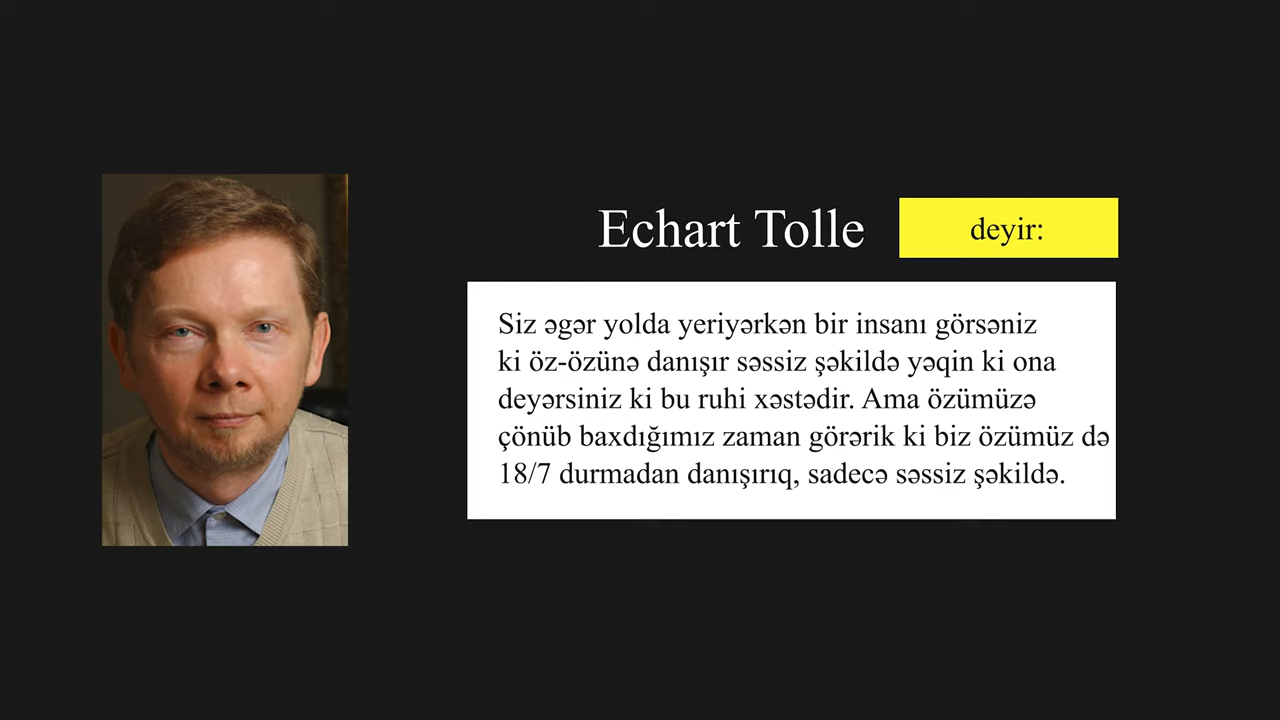 Echart Tolle
deyir:
Siz əgər yolda yeriyərkən bir insanı görsəniz
ki öz-özünə danışır səssiz şəkildə yəqin ki ona
deyərsiniz ki bu ruhi xəstədir. Ama özümüzə
çönüb baxdığımız zaman görərik ki biz özümüz də
18/7 durmadan danışırıq, sadecə səssiz şəkildə.